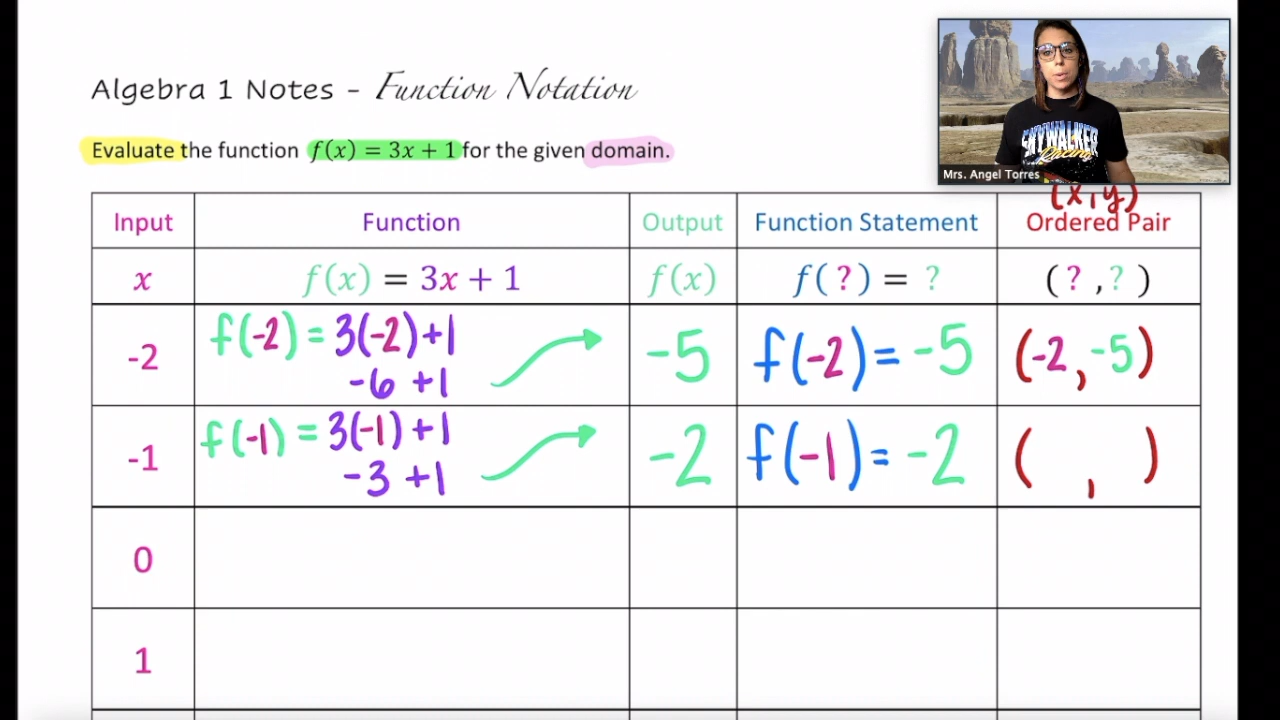 Algebra 1 Notes - Function Notation
Evaluate the function f(x) = 3x + 1 for the given domain.
SKYWALKER
Racing
Mrs. Angel Torres
(x,y)
Input Function Output Function Statement Ordered Pair
x f(x) = 3x + 1 f(x) f(?) = ? (? ,? )
-2 f(-2) = 3(-2)+1 -5 f(-2) = -5 (-2,-5)
-6 +1
-1 f(-1) = 3(-1)+1 -2 f(-1) = -2 ( , )
-3 +1
0
1